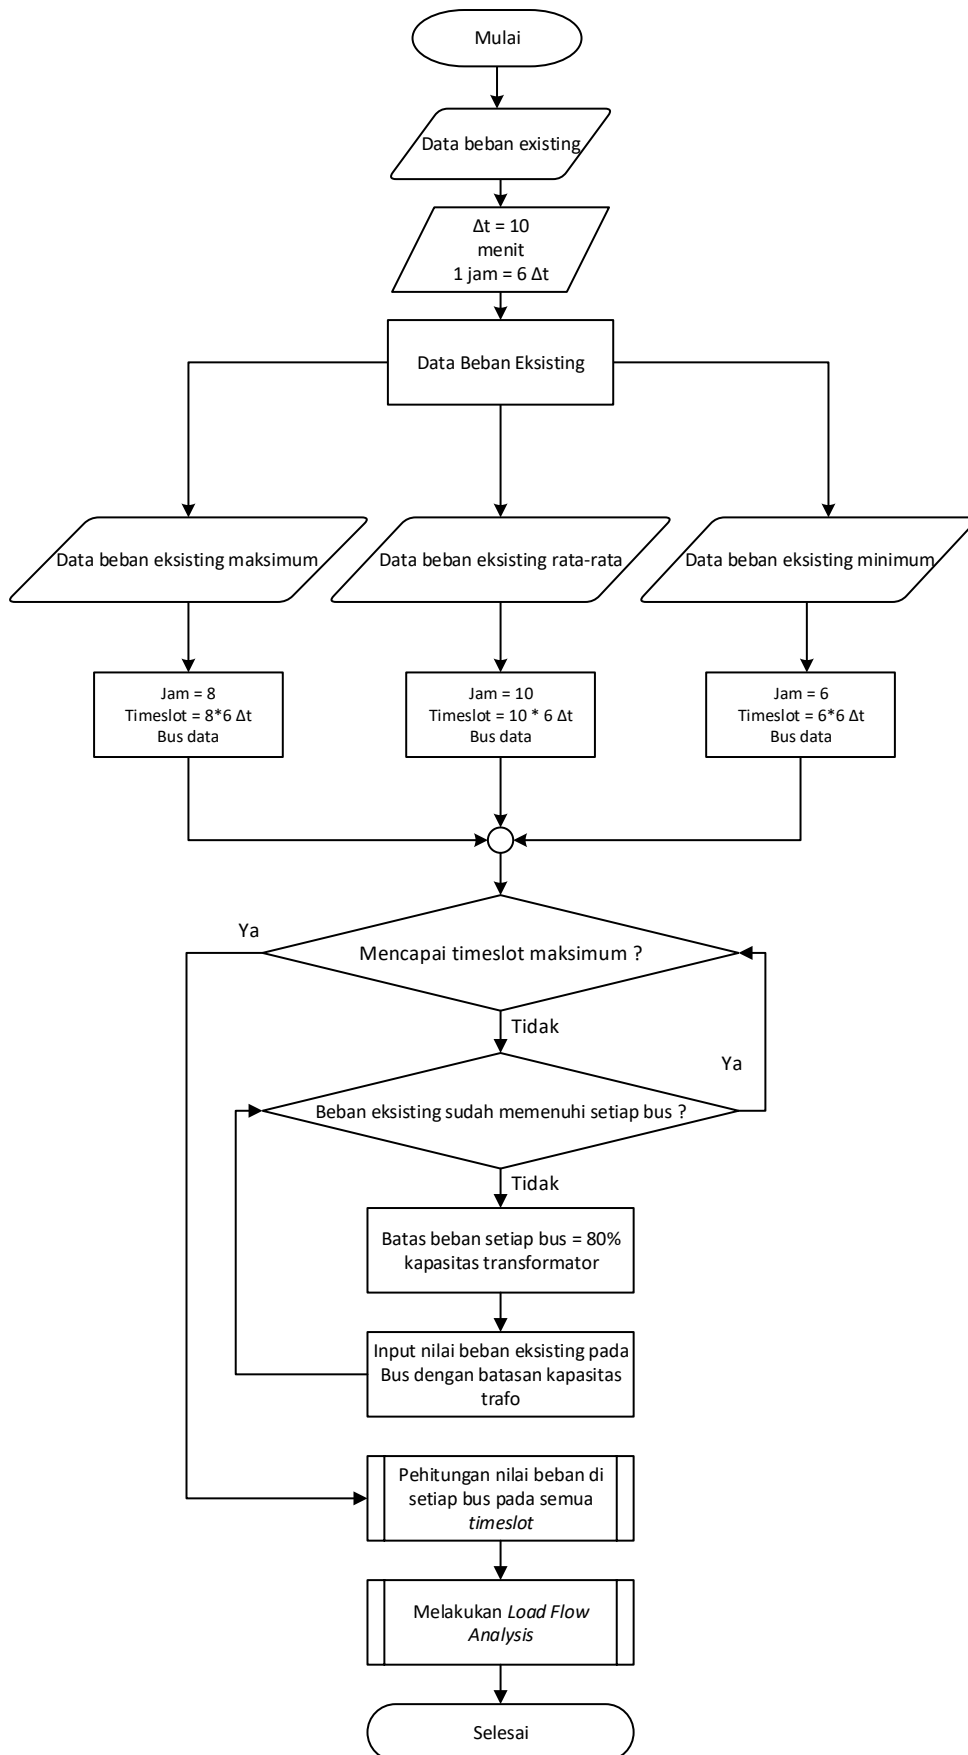 Mulai
Data beban existing
Δt = 10
menit
1 jam = 6 Δt
Data Beban Eksisting
Data beban eksisting maksimum
Data beban eksisting rata-rata
Data beban eksisting minimum
Jam = 8
Timeslot = 8*6 Δt
Bus data
Jam = 10
Timeslot = 10 * 6 Δt
Bus data
Jam = 6
Timeslot = 6*6 Δt
Bus data
Ya
Mencapai timeslot maksimum ?
Tidak
Ya
Beban eksisting sudah memenuhi setiap bus ?
Tidak
Batas beban setiap bus = 80%
kapasitas transformator
Input nilai beban eksisting pada
Bus dengan batasan kapasitas
trafo
Pehitungan nilai beban di
setiap bus pada semua
timeslot
Melakukan Load Flow
Analysis
Selesai